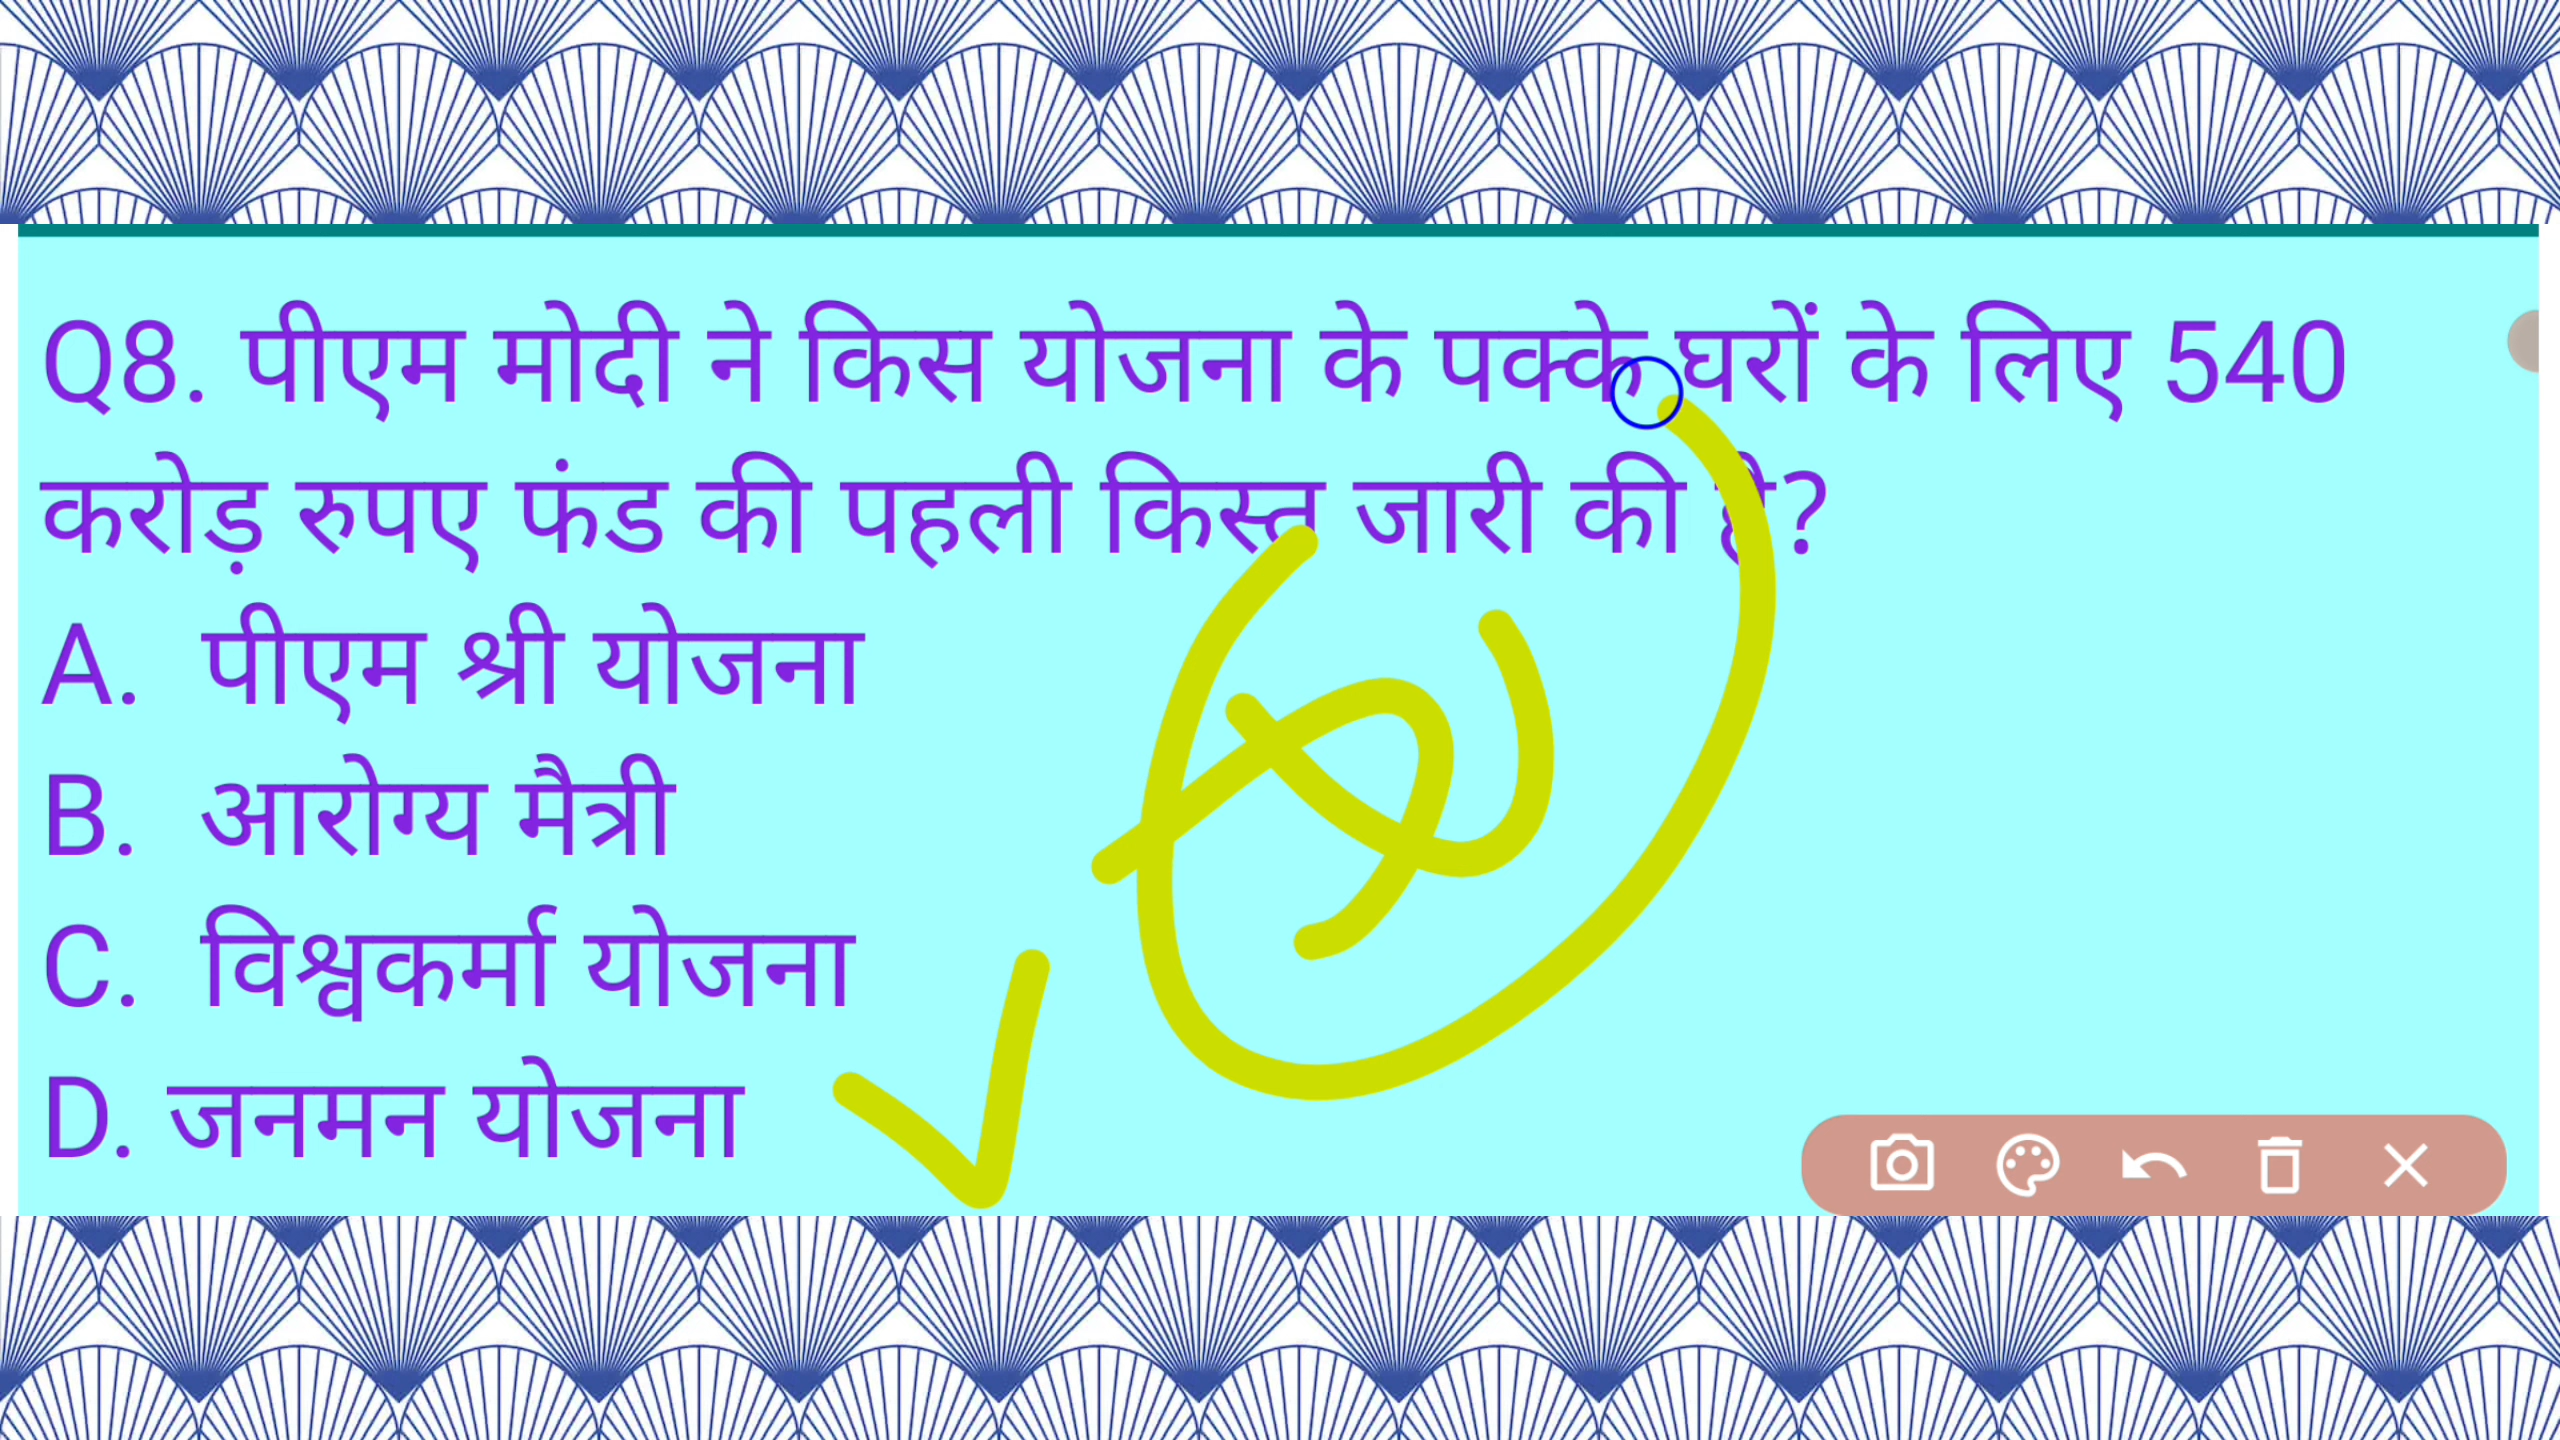 Q8. पीएम मोदी ने किस योजना के पक्के घरों के लिए 540
करोड़ रुपए फंड की पहली किस्त जारी की है?
A. पीएम श्री योजना
B. आरोग्य मैत्री
C. विश्वकर्मा योजना
D. जनमन योजना